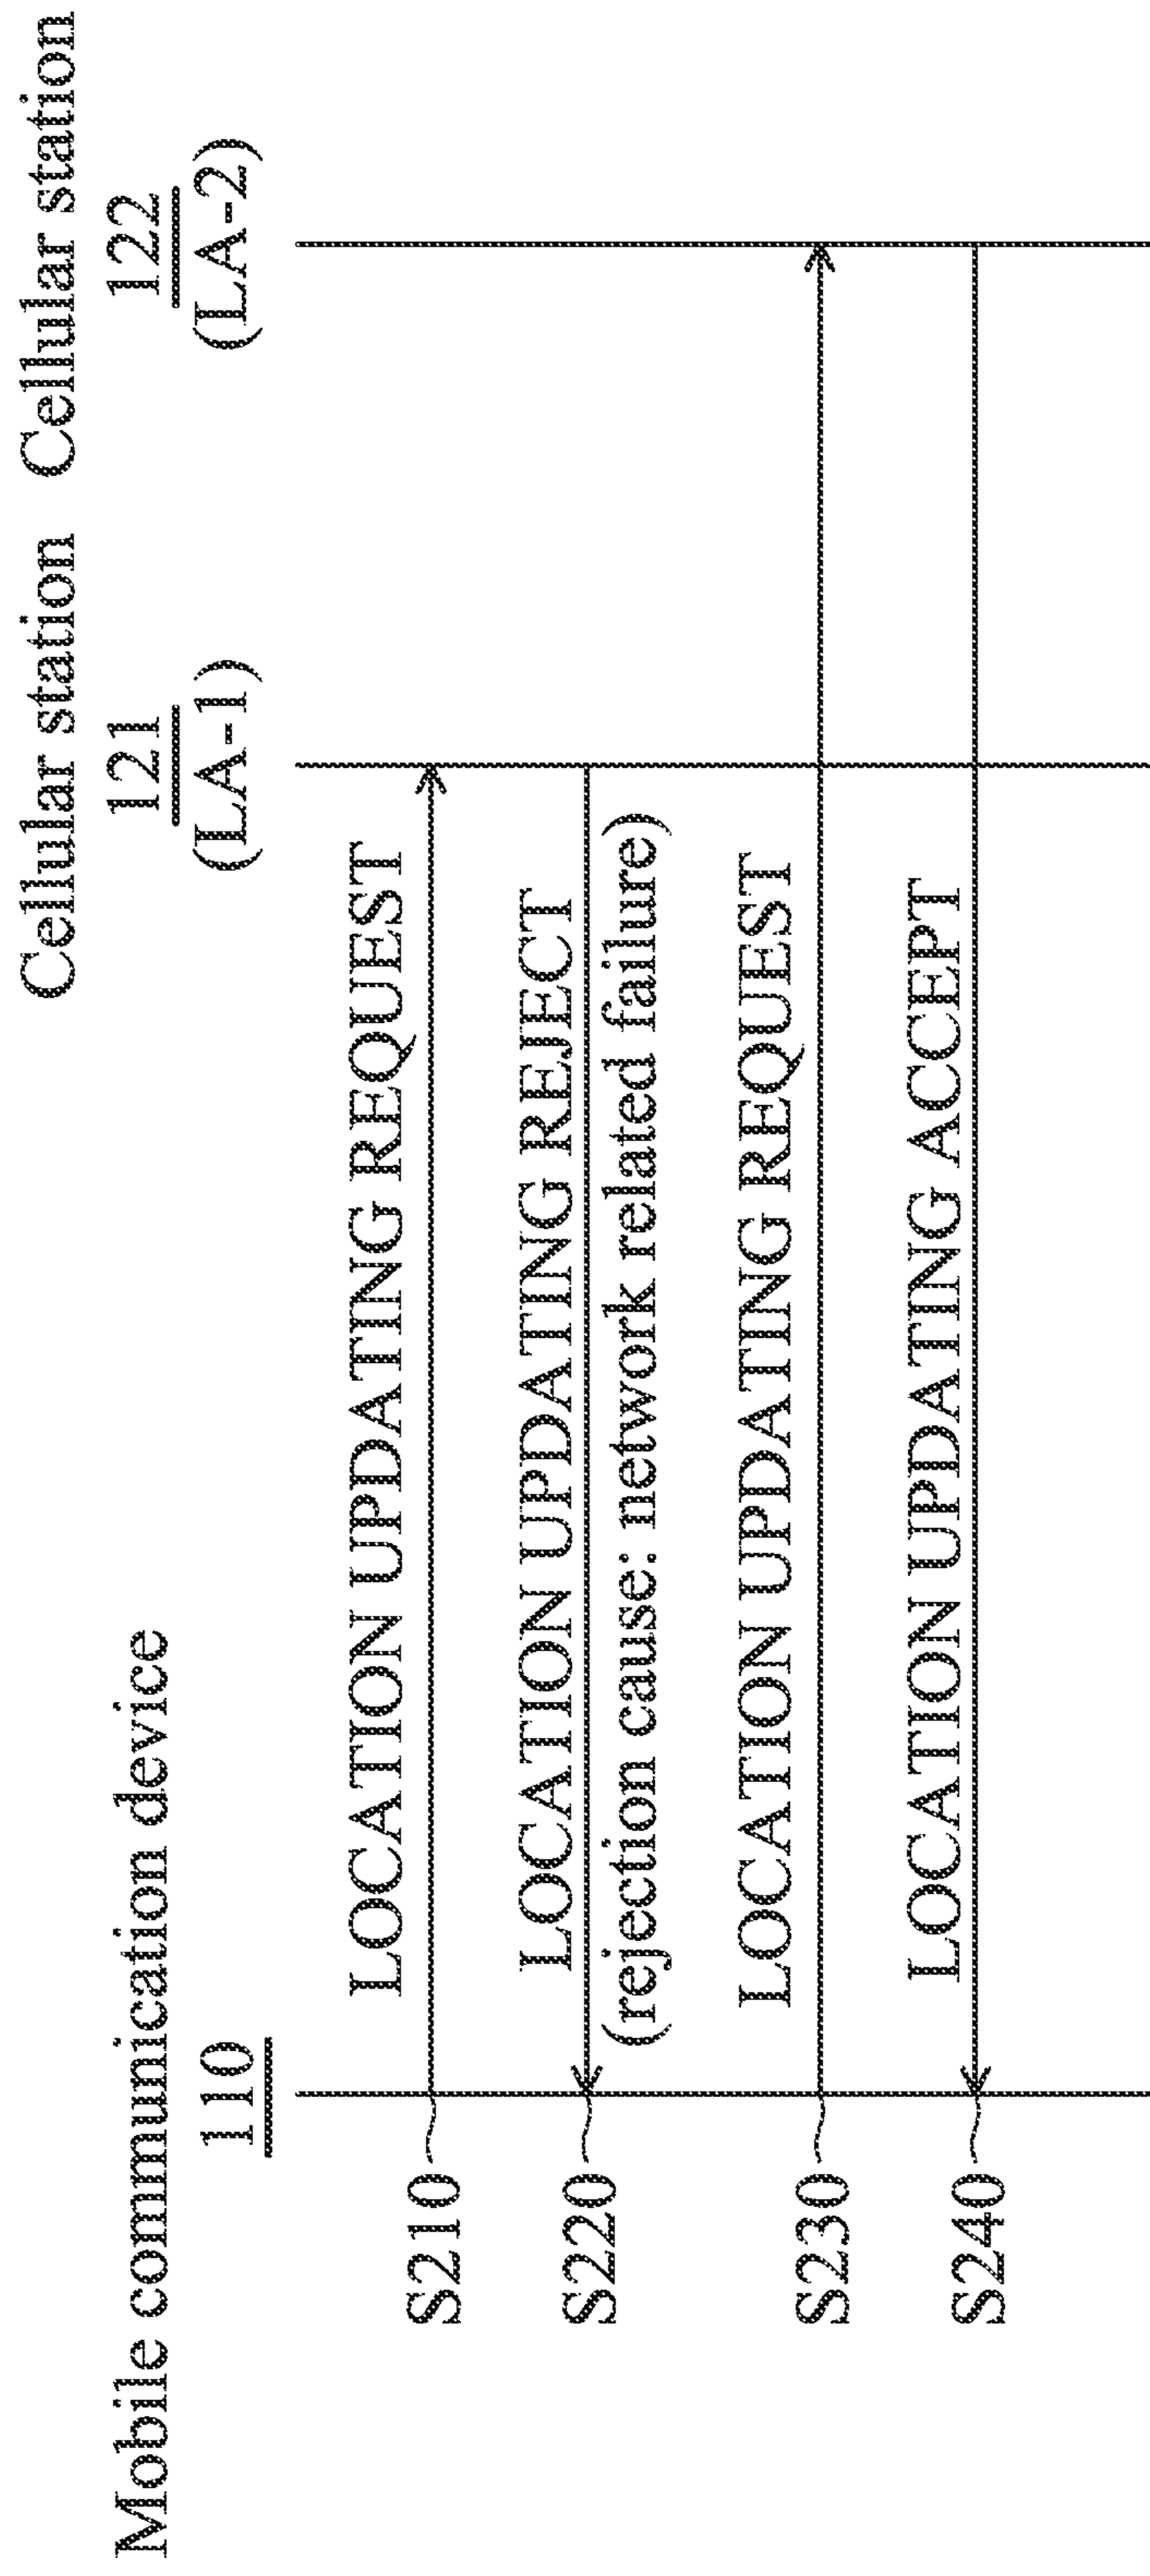 Mobile communication device
110
Cellular station
121
(LA-1)
Cellular station
122
(LA-2)
S210
LOCATION UPDATING REQUEST
S220
LOCATION UPDATING REJECT
(rejection cause: network related failure)
S230
LOCATION UPDATING REQUEST
S240
LOCATION UPDATING ACCEPT